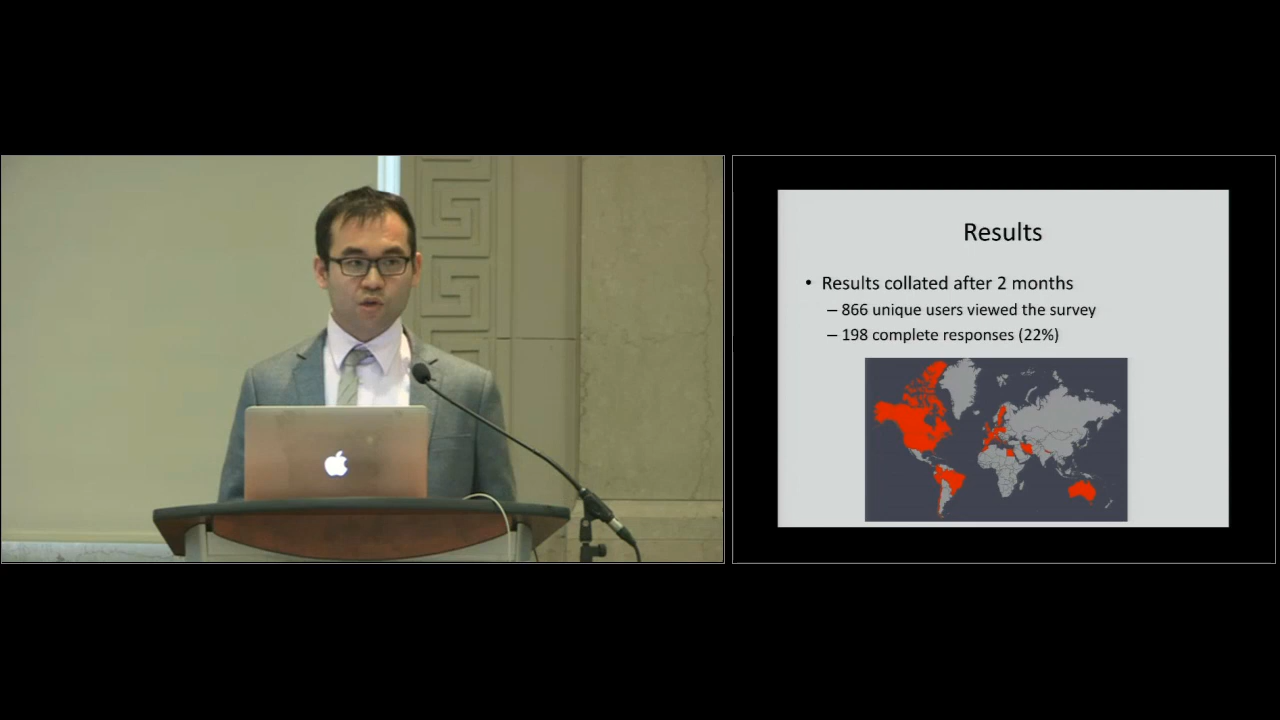 Results
• Results collated after 2 months
– 866 unique users viewed the survey
– 198 complete responses (22%)